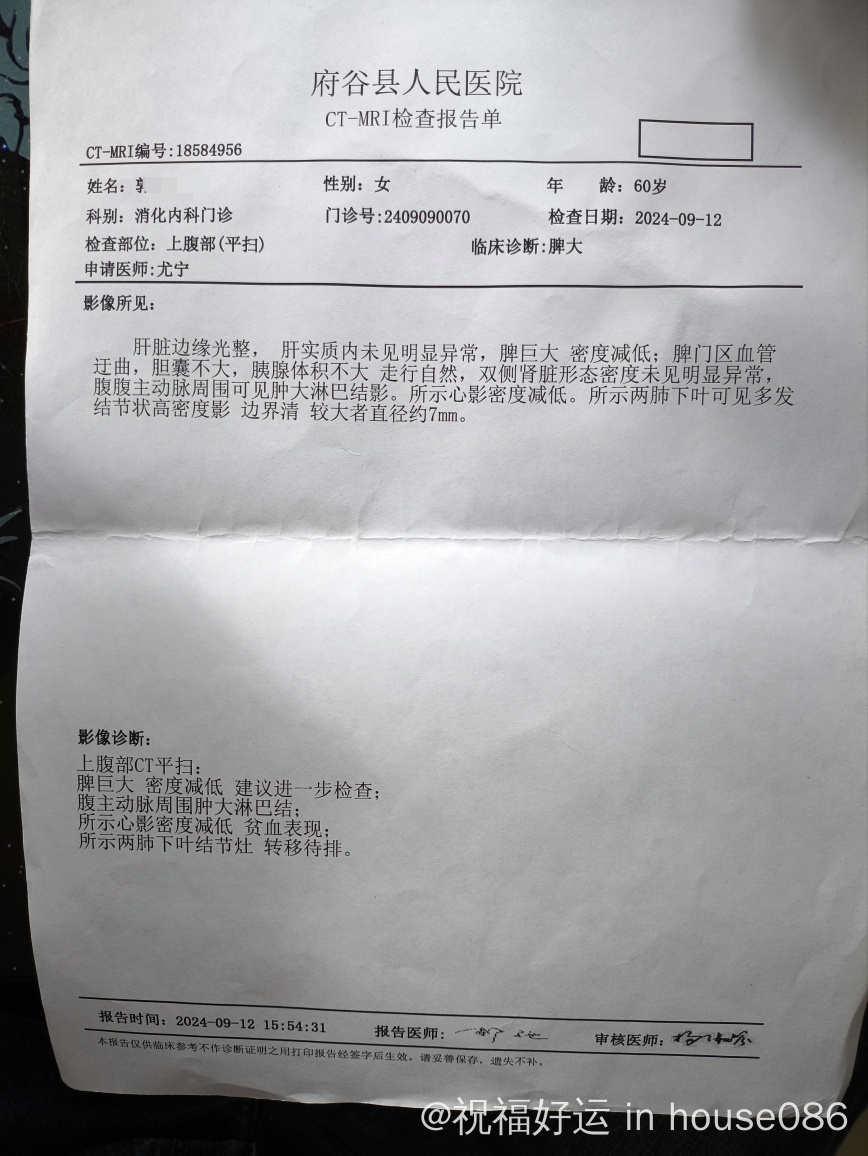 府谷县人民医院
CT-MRI检查报告单
CT-MRI编号:18584956
姓名: 郭 性别: 女 年 龄: 60岁
科别: 消化内科门诊 门诊号:2409090070 检查日期: 2024-09-12
检查部位: 上腹部(平扫) 临床诊断:脾大
申请医师:尤宁
影像所见:
肝脏边缘光整, 肝实质内未见明显异常, 脾巨大 密度减低; 脾门区血管
迂曲, 胆囊不大, 胰腺体积不大 走行自然, 双侧肾脏形态密度未见明显异常,
腹腹主动脉周围可见肿大淋巴结影。所示心影密度减低。所示两肺下叶可见多发
结节状高密度影 边界清 较大者直径约7mm。
影像诊断:
上腹部CT平扫:
脾巨大 密度减低 建议进一步检查;
腹主动脉周围肿大淋巴结;
所示心影密度减低 贫血表现;
所示两肺下叶结节灶 转移待排。
报告时间: 2024-09-12 15:54:31 报告医师: 审核医师:
本报告仅供临床参考不作诊断证明之用打印报告经签字后生效。请妥善保存, 遗失不补。
@祝福好运 in house086